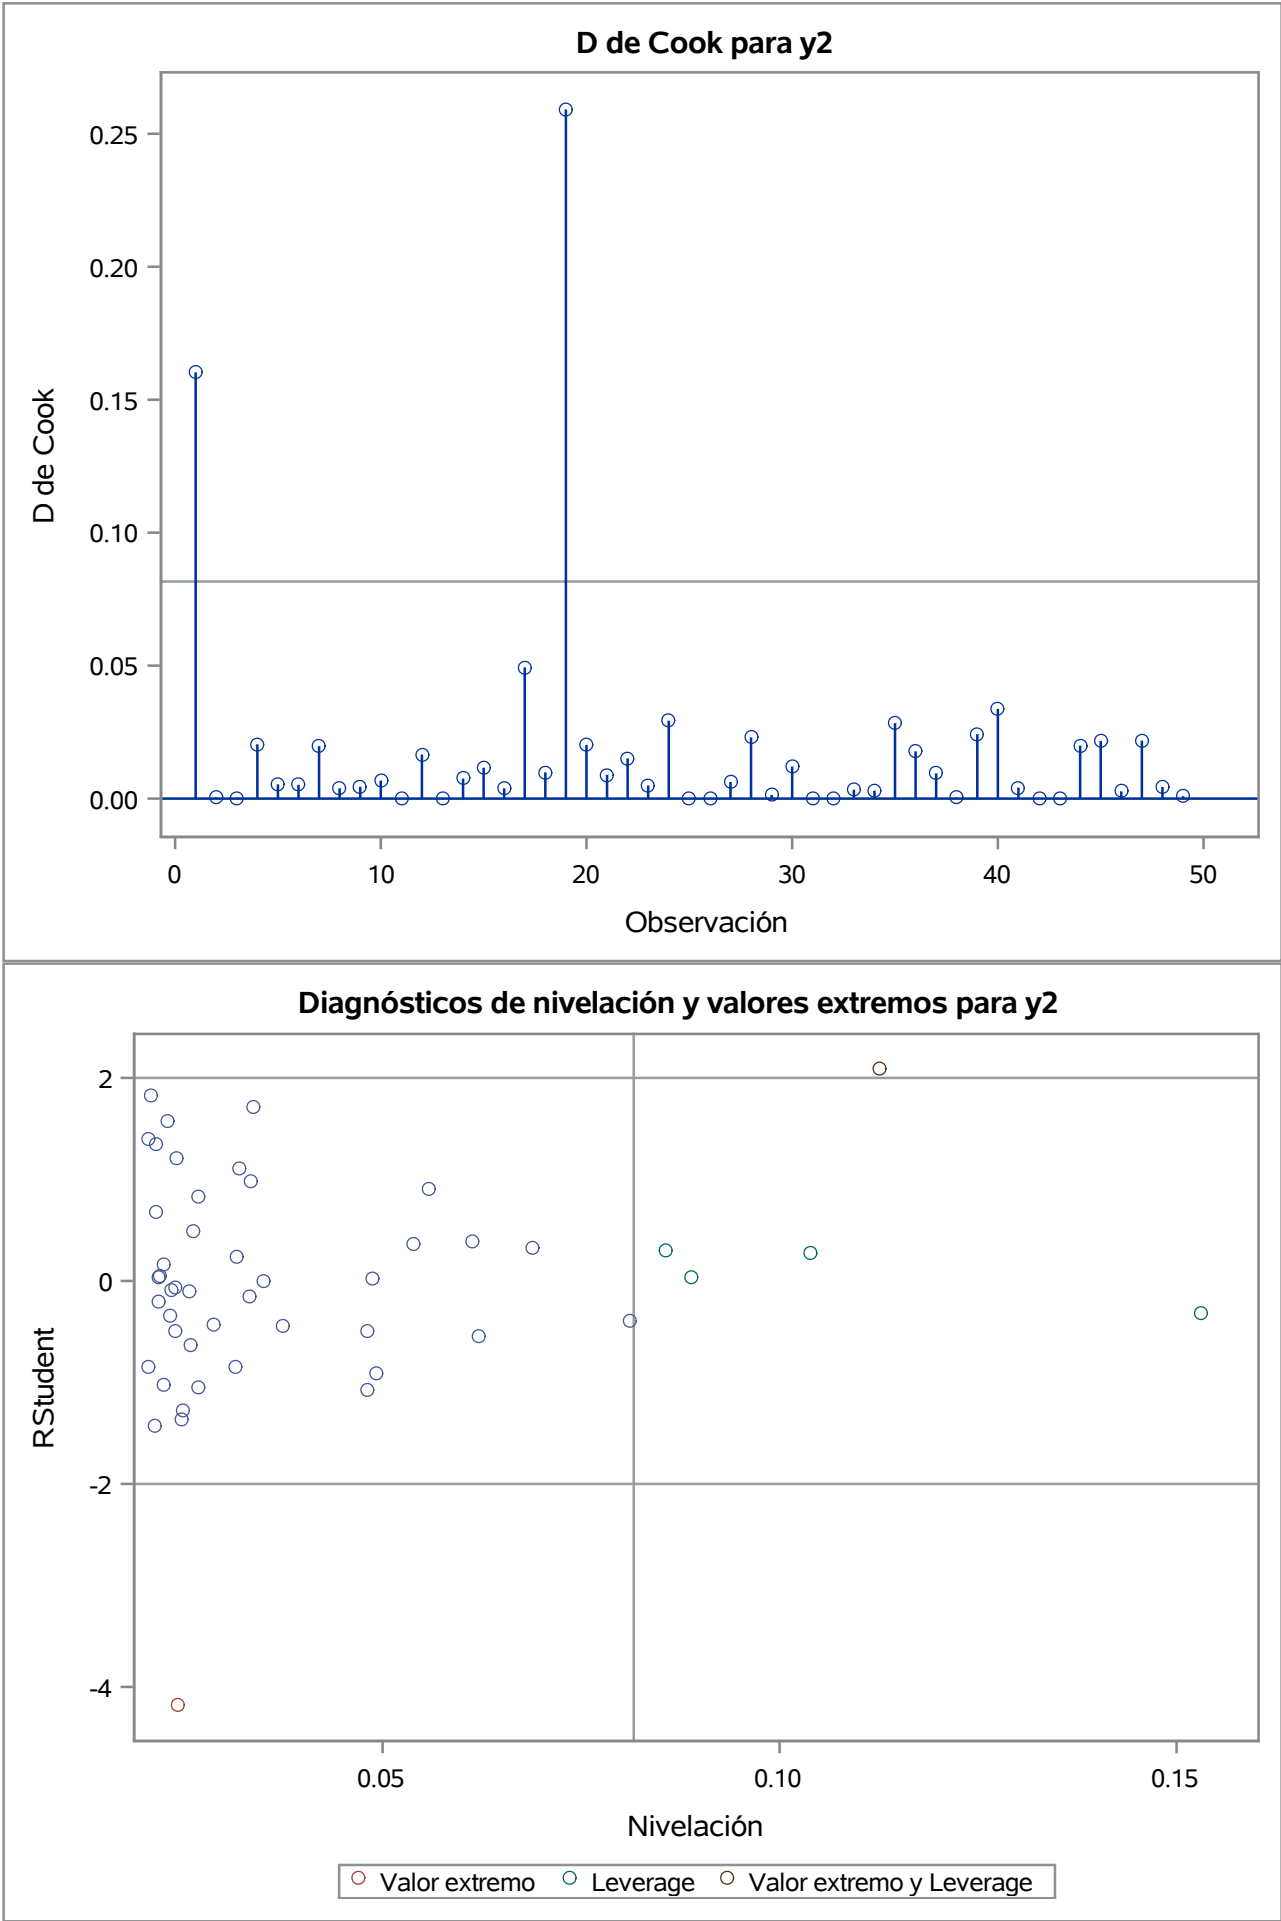 D de Cook para y2
0.25
0.20
0.15
0.10
0.05
0.00
D de Cook
0 10 20 30 40 50
Observación
Diagnósticos de nivelación y valores extremos para y2
2
0
-2
-4
RStudent
0.05 0.10 0.15
Nivelación
Valor extremo Leverage Valor extremo y Leverage